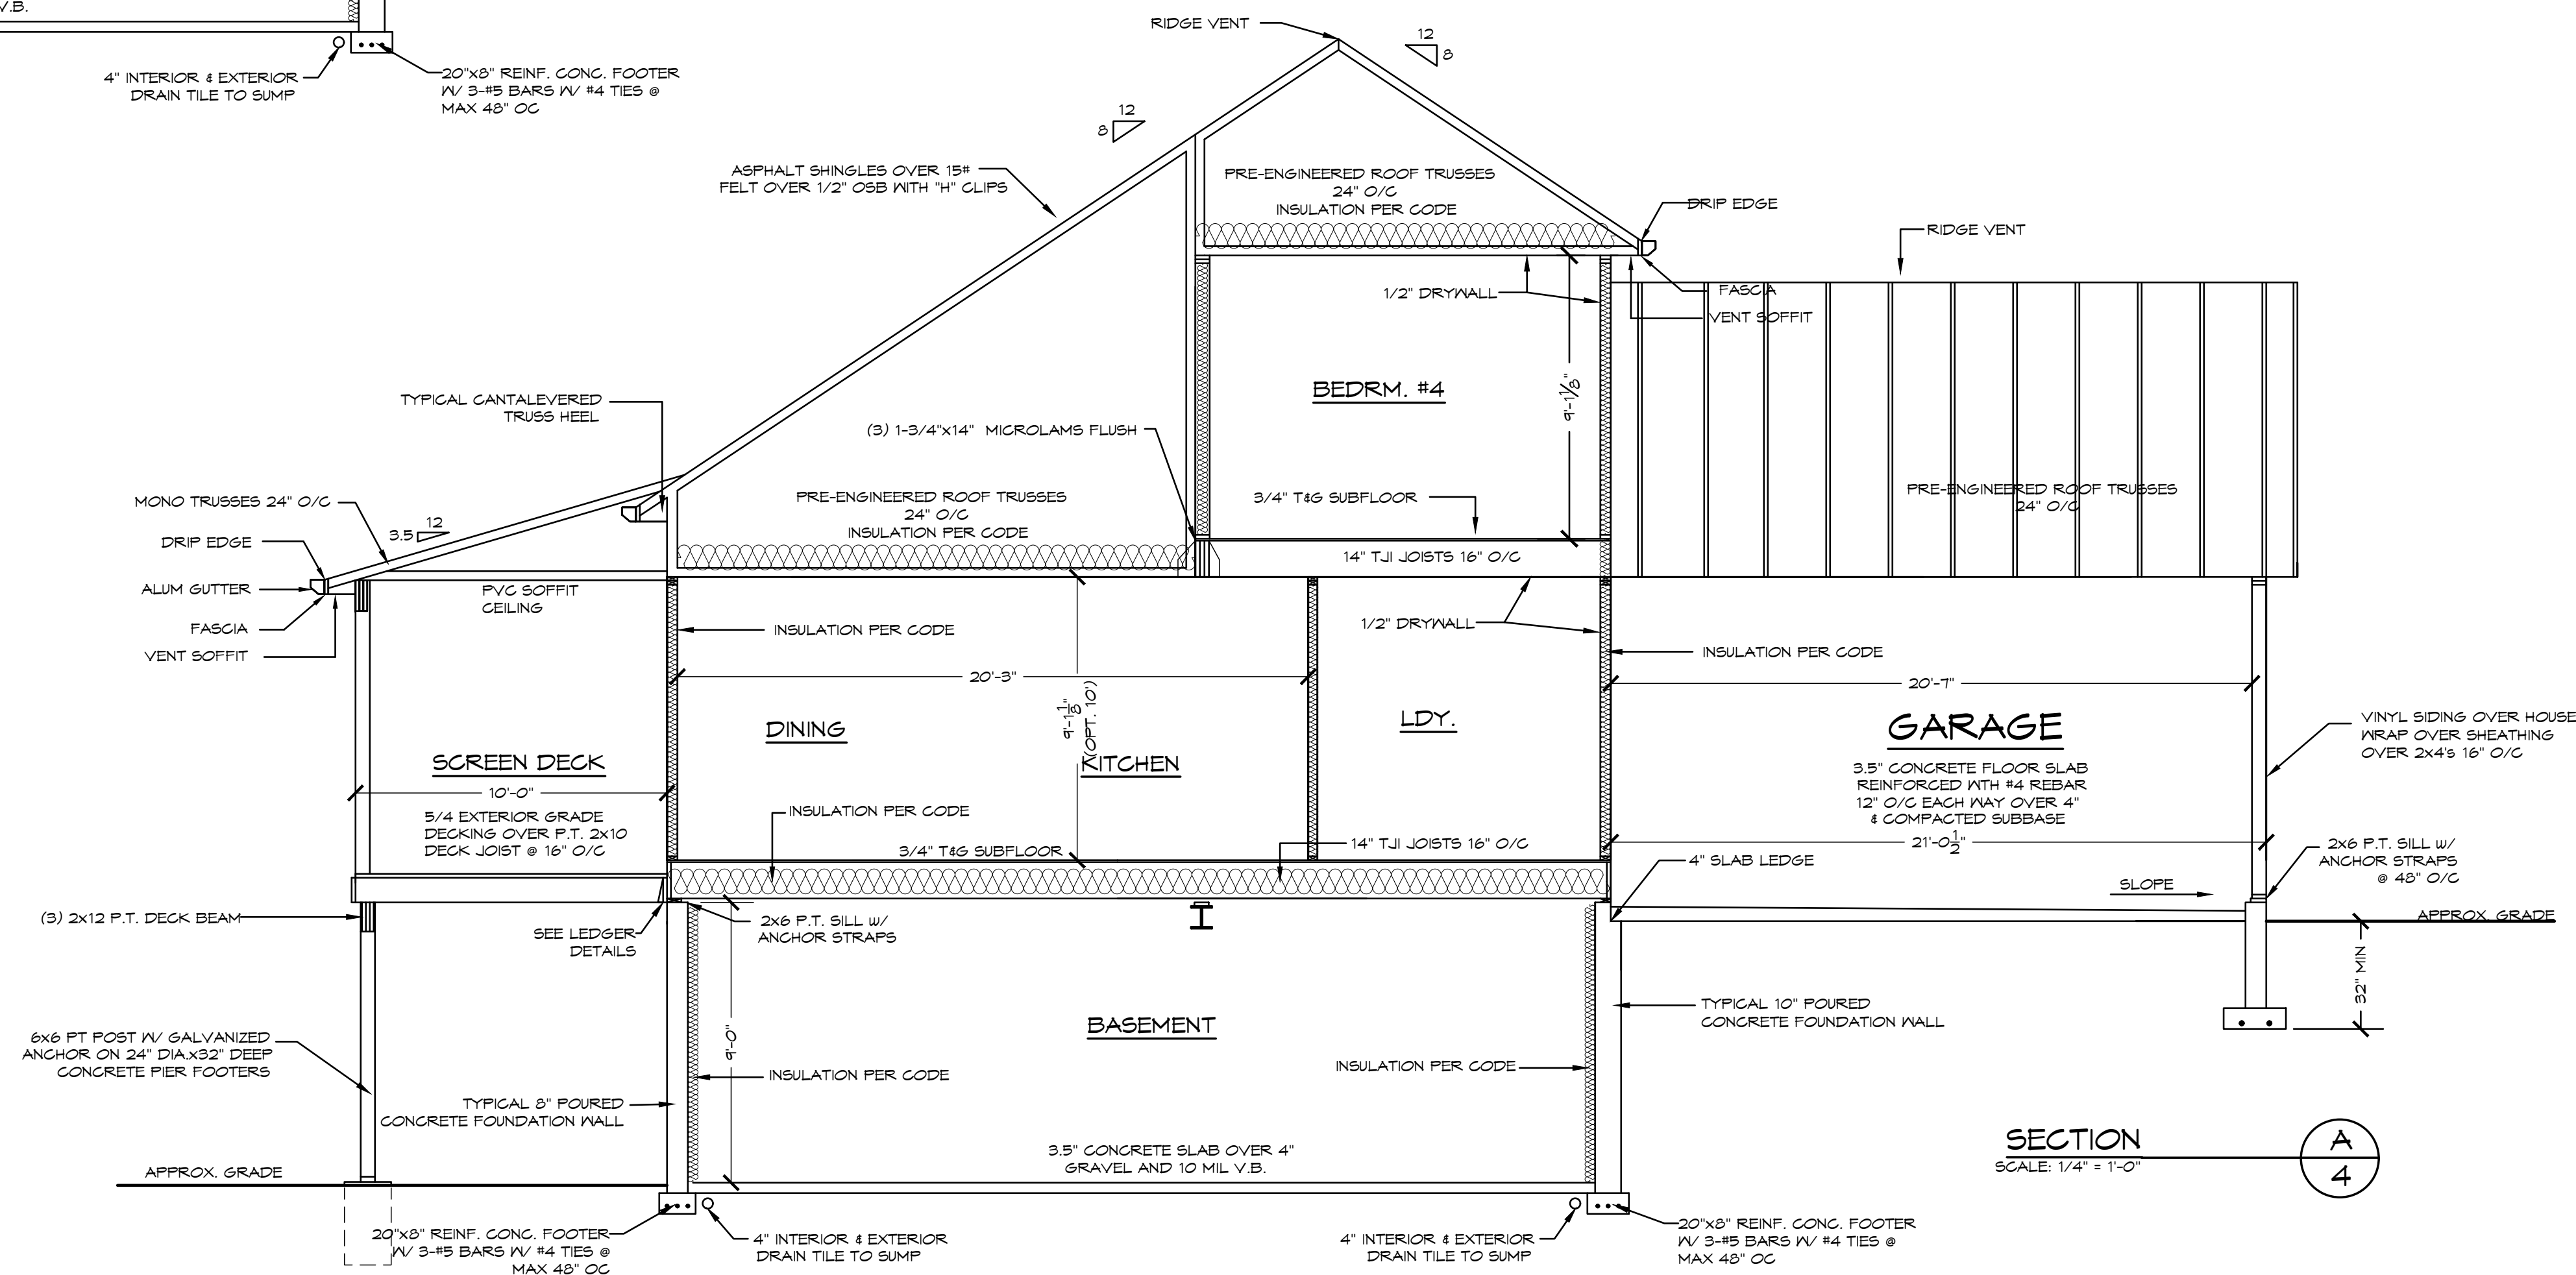 V.B.
4" INTERIOR & EXTERIOR
DRAIN TILE TO SUMP
20"x8" REINF. CONC. FOOTER
W/ 3-#5 BARS W/ #4 TIES @
MAX 48" OC
RIDGE VENT
12
8
12
8
ASPHALT SHINGLES OVER 15#
FELT OVER 1/2" OSB WITH "H" CLIPS
PRE-ENGINEERED ROOF TRUSSES
24" O/C
INSULATION PER CODE
DRIP EDGE
RIDGE VENT
1/2" DRYWALL
FASCIA
VENT SOFFIT
BEDRM. #4
9'-1 1/8"
TYPICAL CANTALEVERED
TRUSS HEEL
(3) 1-3/4"x14" MICROLAMS FLUSH
MONO TRUSSES 24" O/C
12
3.5
PRE-ENGINEERED ROOF TRUSSES
24" O/C
INSULATION PER CODE
3/4" T&G SUBFLOOR
PRE-ENGINEERED ROOF TRUSSES
24" O/C
DRIP EDGE
14" TJI JOISTS 16" O/C
ALUM GUTTER
PVC SOFFIT
CEILING
FASCIA
VENT SOFFIT
INSULATION PER CODE
1/2" DRYWALL
INSULATION PER CODE
20'-3"
20'-7"
9'-1 1/8"
(OPT. 10')
DINING
LDY.
GARAGE
VINYL SIDING OVER HOUSE
WRAP OVER SHEATHING
OVER 2x4's 16" O/C
SCREEN DECK
KITCHEN
3.5" CONCRETE FLOOR SLAB
REINFORCED WTH #4 REBAR
12" O/C EACH WAY OVER 4"
& COMPACTED SUBBASE
10'-0"
5/4 EXTERIOR GRADE
DECKING OVER P.T. 2x10
DECK JOIST @ 16" O/C
INSULATION PER CODE
3/4" T&G SUBFLOOR
14" TJI JOISTS 16" O/C
21'-0 1/2"
4" SLAB LEDGE
2x6 P.T. SILL w/
ANCHOR STRAPS
@ 48" O/C
SLOPE
(3) 2x12 P.T. DECK BEAM
SEE LEDGER
DETAILS
2x6 P.T. SILL w/
ANCHOR STRAPS
APPROX. GRADE
32" MIN
6x6 PT POST W/ GALVANIZED
ANCHOR ON 24" DIA.x32" DEEP
CONCRETE PIER FOOTERS
9'-0"
BASEMENT
TYPICAL 10" POURED
CONCRETE FOUNDATION WALL
INSULATION PER CODE
INSULATION PER CODE
TYPICAL 8" POURED
CONCRETE FOUNDATION WALL
3.5" CONCRETE SLAB OVER 4"
GRAVEL AND 10 MIL V.B.
SECTION
SCALE: 1/4" = 1'-0"
A
4
APPROX. GRADE
20"x8" REINF. CONC. FOOTER
W/ 3-#5 BARS W/ #4 TIES @
MAX 48" OC
4" INTERIOR & EXTERIOR
DRAIN TILE TO SUMP
4" INTERIOR & EXTERIOR
DRAIN TILE TO SUMP
20"x8" REINF. CONC. FOOTER
W/ 3-#5 BARS W/ #4 TIES @
MAX 48" OC